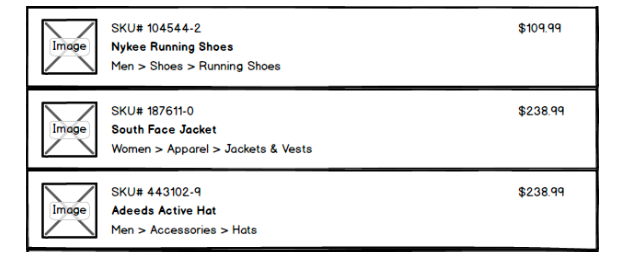 Image
SKU# 104544-2
$109.99
Nykee Running Shoes
Men > Shoes > Running Shoes
Image
SKU# 187611-0
$238.99
South Face Jacket
Women > Apparel > Jackets & Vests
Image
SKU# 443102-9
$238.99
Adeeds Active Hat
Men > Accessories > Hats